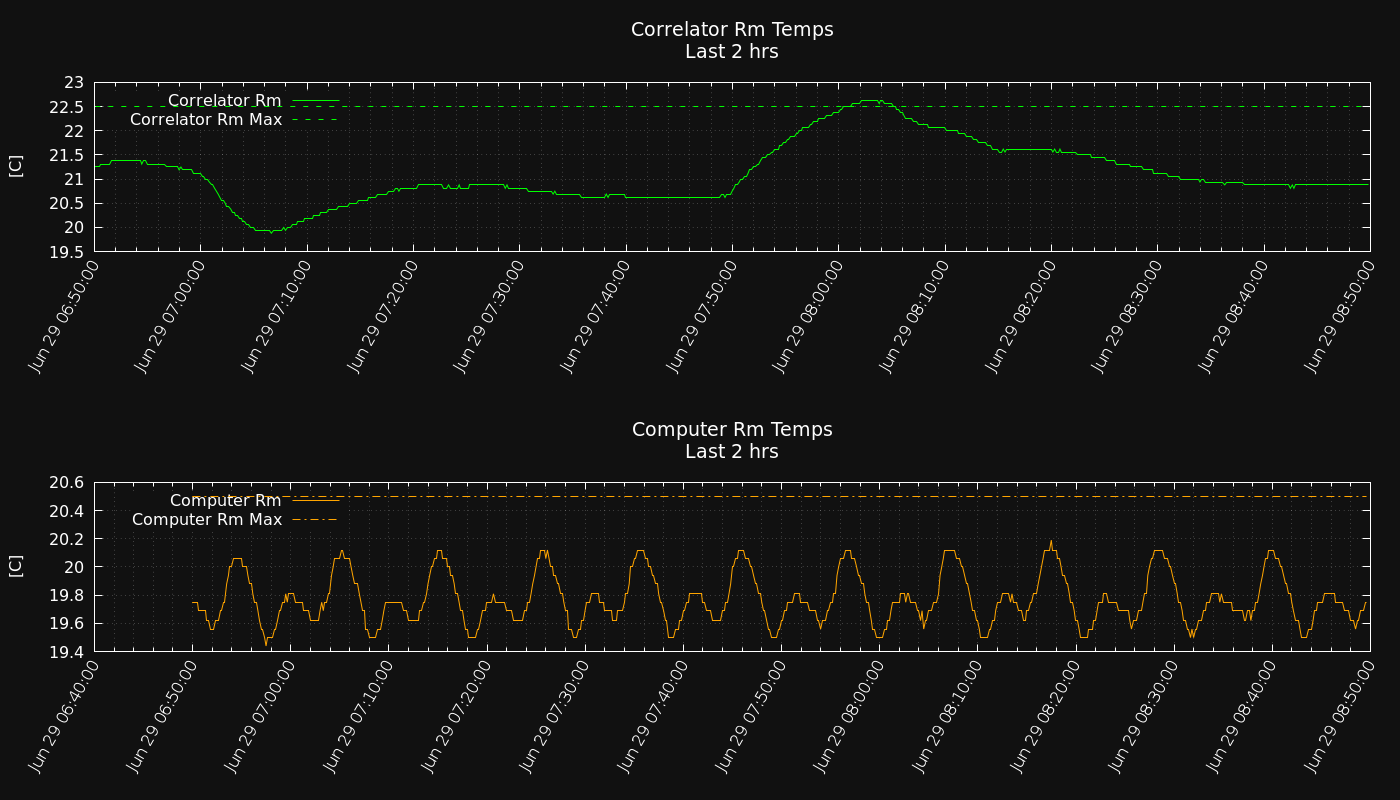 Correlator Rm Temps
Last 2 hrs
[C]
23
22.5
22
21.5
21
20.5
20
19.5
Correlator Rm
Correlator Rm Max
Jun 29 06:50:00
Jun 29 07:00:00
Jun 29 07:10:00
Jun 29 07:20:00
Jun 29 07:30:00
Jun 29 07:40:00
Jun 29 07:50:00
Jun 29 08:00:00
Jun 29 08:10:00
Jun 29 08:20:00
Jun 29 08:30:00
Jun 29 08:40:00
Jun 29 08:50:00
Computer Rm Temps
Last 2 hrs
[C]
20.6
20.4
20.2
20
19.8
19.6
19.4
Computer Rm
Computer Rm Max
Jun 29 06:40:00
Jun 29 06:50:00
Jun 29 07:00:00
Jun 29 07:10:00
Jun 29 07:20:00
Jun 29 07:30:00
Jun 29 07:40:00
Jun 29 07:50:00
Jun 29 08:00:00
Jun 29 08:10:00
Jun 29 08:20:00
Jun 29 08:30:00
Jun 29 08:40:00
Jun 29 08:50:00